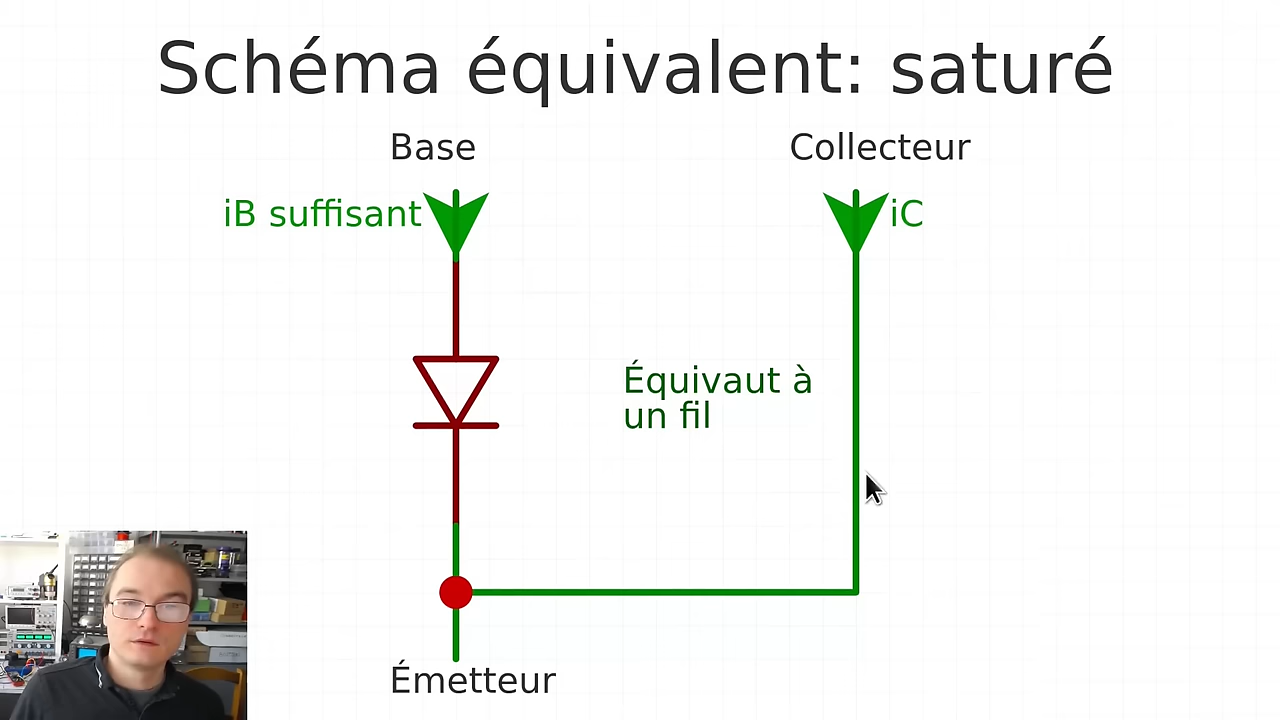 Schéma équivalent: saturé
Base
Collecteur
iB suffisant
iC
Équivaut à
un fil
Émetteur